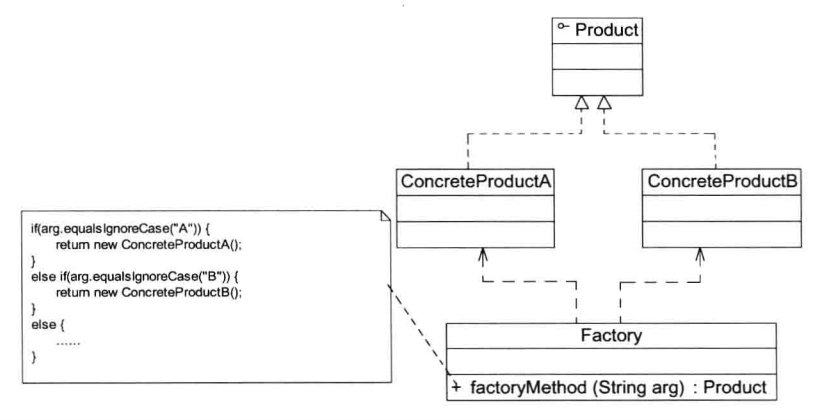 Product
ConcreteProductA
ConcreteProductB
if(arg.equalsIgnoreCase("A")) {
return new ConcreteProductA();
}
else if(arg.equalsIgnoreCase("B")) {
return new ConcreteProductB();
}
else {
......
}
Factory
+ factoryMethod (String arg) : Product